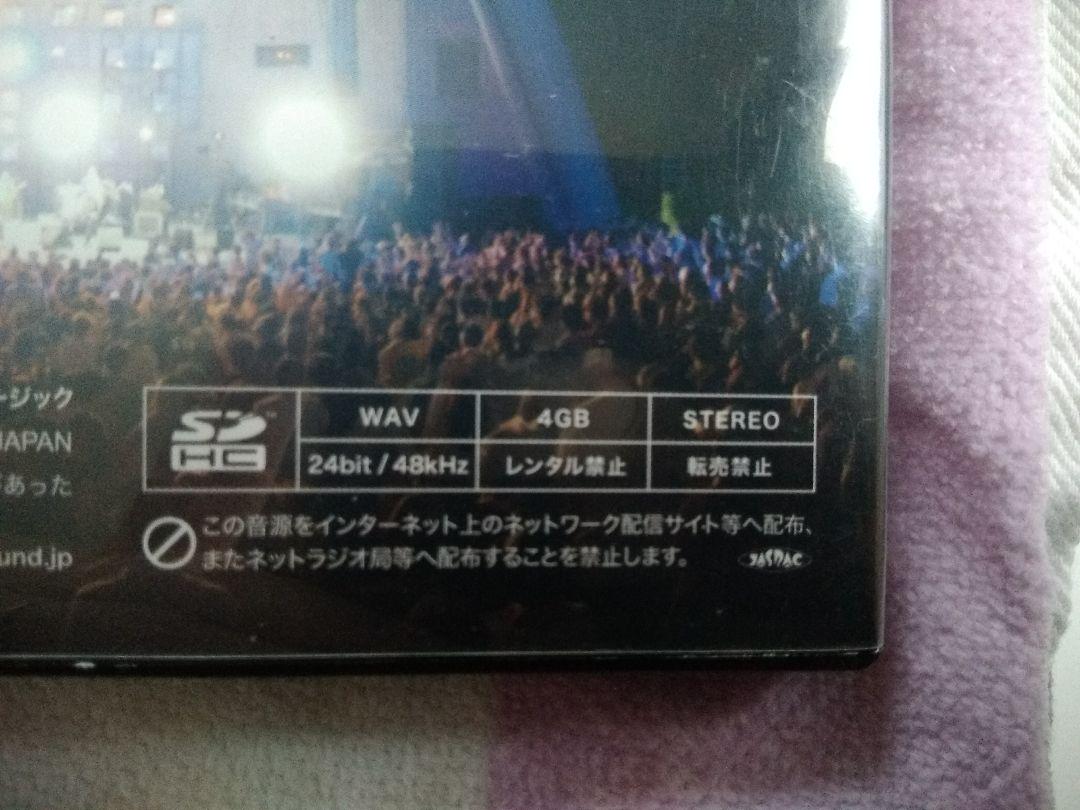 ージック
JAPAN
あった
und.jp
SD HC™
WAV
4GB
STEREO
24bit / 48kHz
レンタル禁止
転売禁止
この音源をインターネット上のネットワーク配信サイト等へ配布、
またネットラジオ局等へ配布することを禁止します。
JASRAC